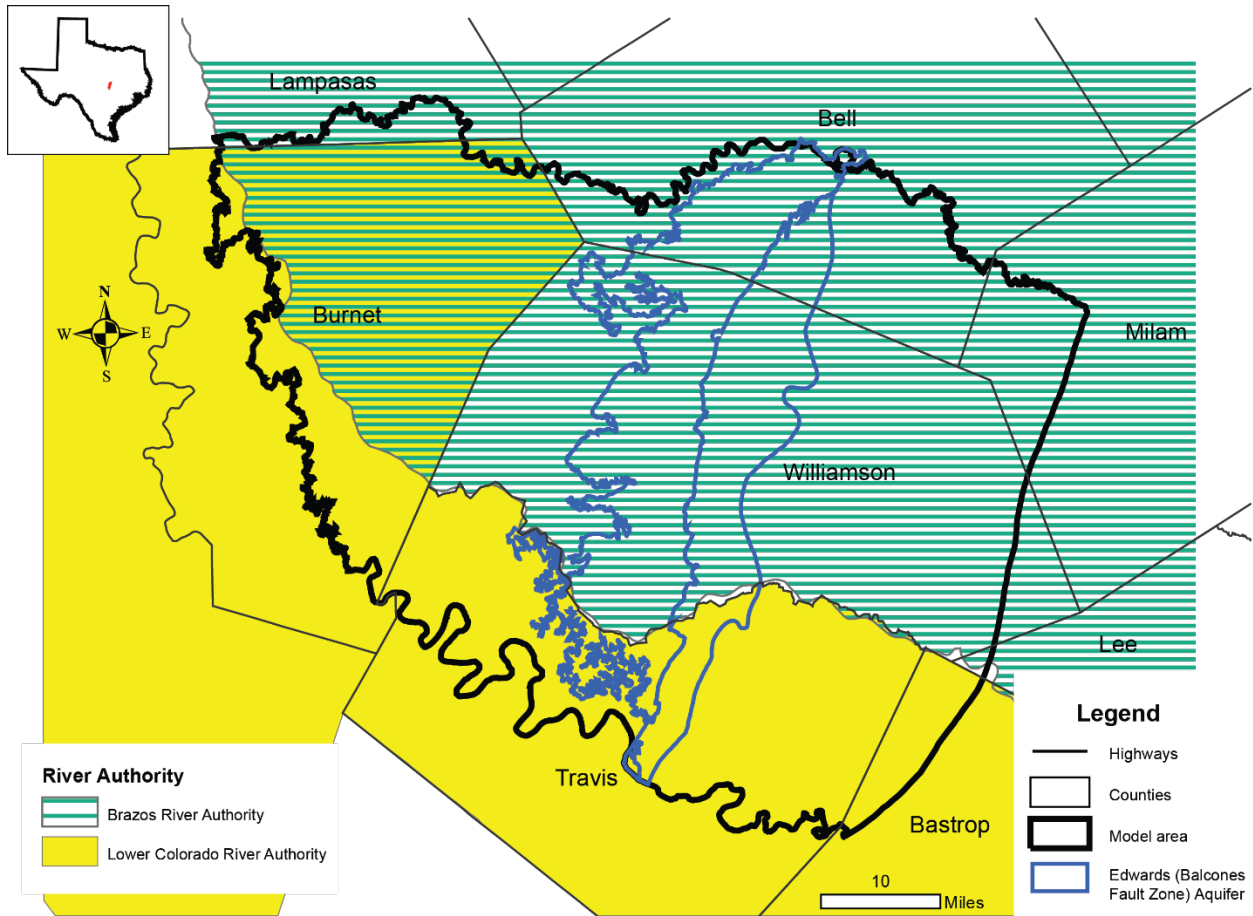 Lampasas
Bell
Burnet
N
W E
S
Milam
Williamson
Lee
Travis
Bastrop
River Authority
Brazos River Authority
Lower Colorado River Authority
10
Miles
Legend
Highways
Counties
Model area
Edwards (Balcones
Fault Zone) Aquifer